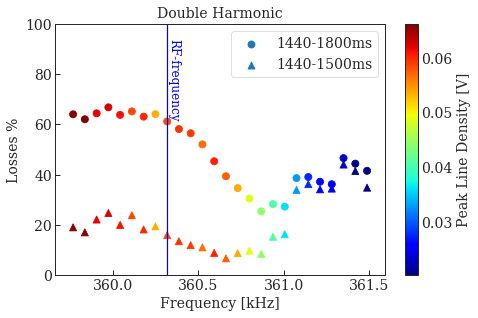 Double Harmonic
100
80
60
40
20
0
Losses %
1440-1800ms
1440-1500ms
RF-frequency
360.0
360.5
361.0
361.5
Frequency [kHz]
0.06
0.05
0.04
0.03
Peak Line Density [V]